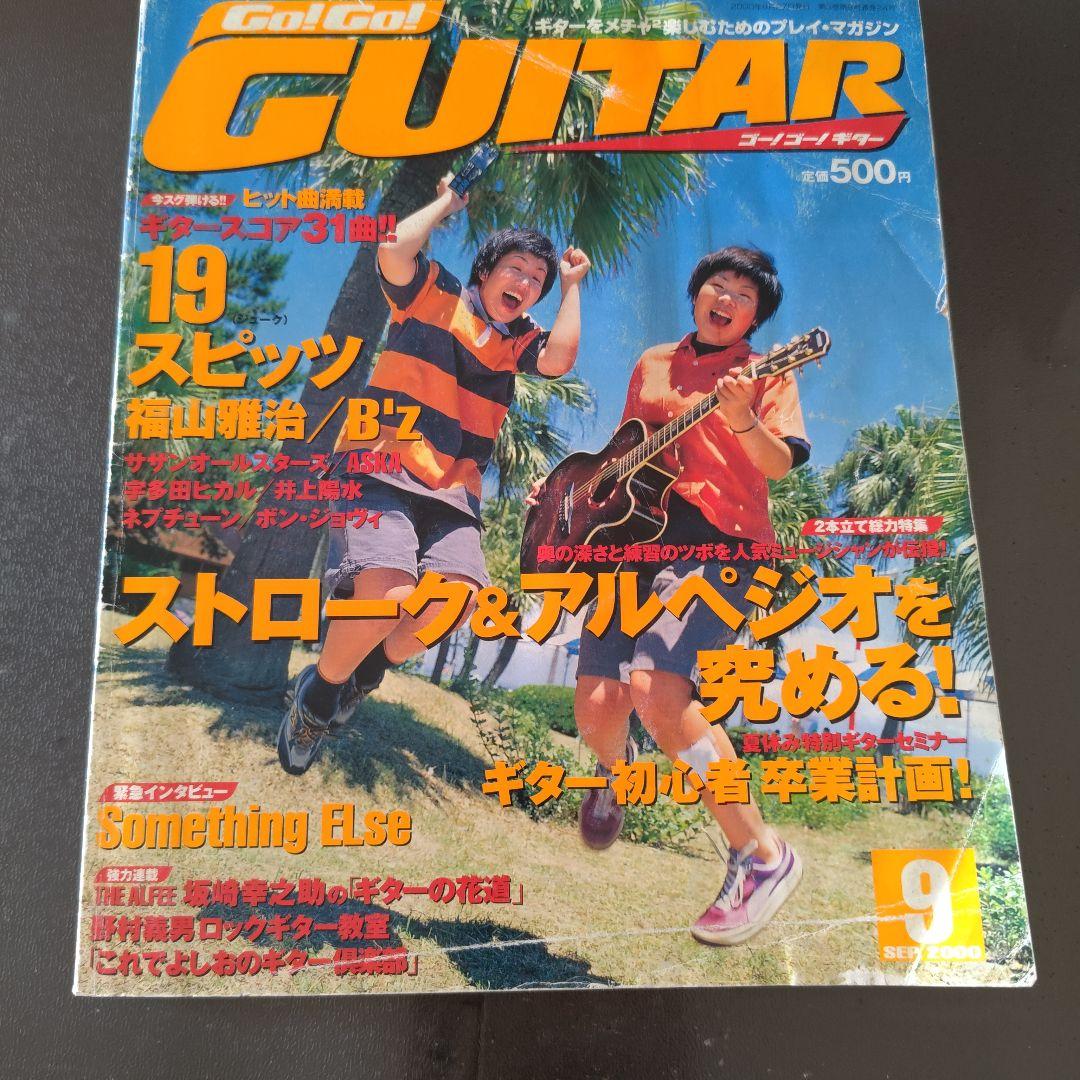 Go!Go!
GUITAR
ギターをメチャ²楽しむためのプレイ・マガジン
ゴー!ゴー!ギター
定価500円
今スグ弾ける!!
ヒット曲満載
ギタースコア31曲!!
19
(ジューク)
スピッツ
福山雅治/B'z
サザンオールスターズ/ASKA
宇多田ヒカル/井上陽水
ネプチューン/ボン・ジョヴィ
2本立て総力特集
奥の深さと練習のツボを人気ミュージシャンが伝授!
ストローク&アルペジオを
究める!
夏休み特別ギターセミナー
ギター初心者 卒業計画!
緊急インタビュー
Something ELse
強力連載
THE ALFEE 坂崎幸之助の「ギターの花道」
野村義男 ロックギター教室
「これでよしおのギター倶楽部」
9
SEP/2000